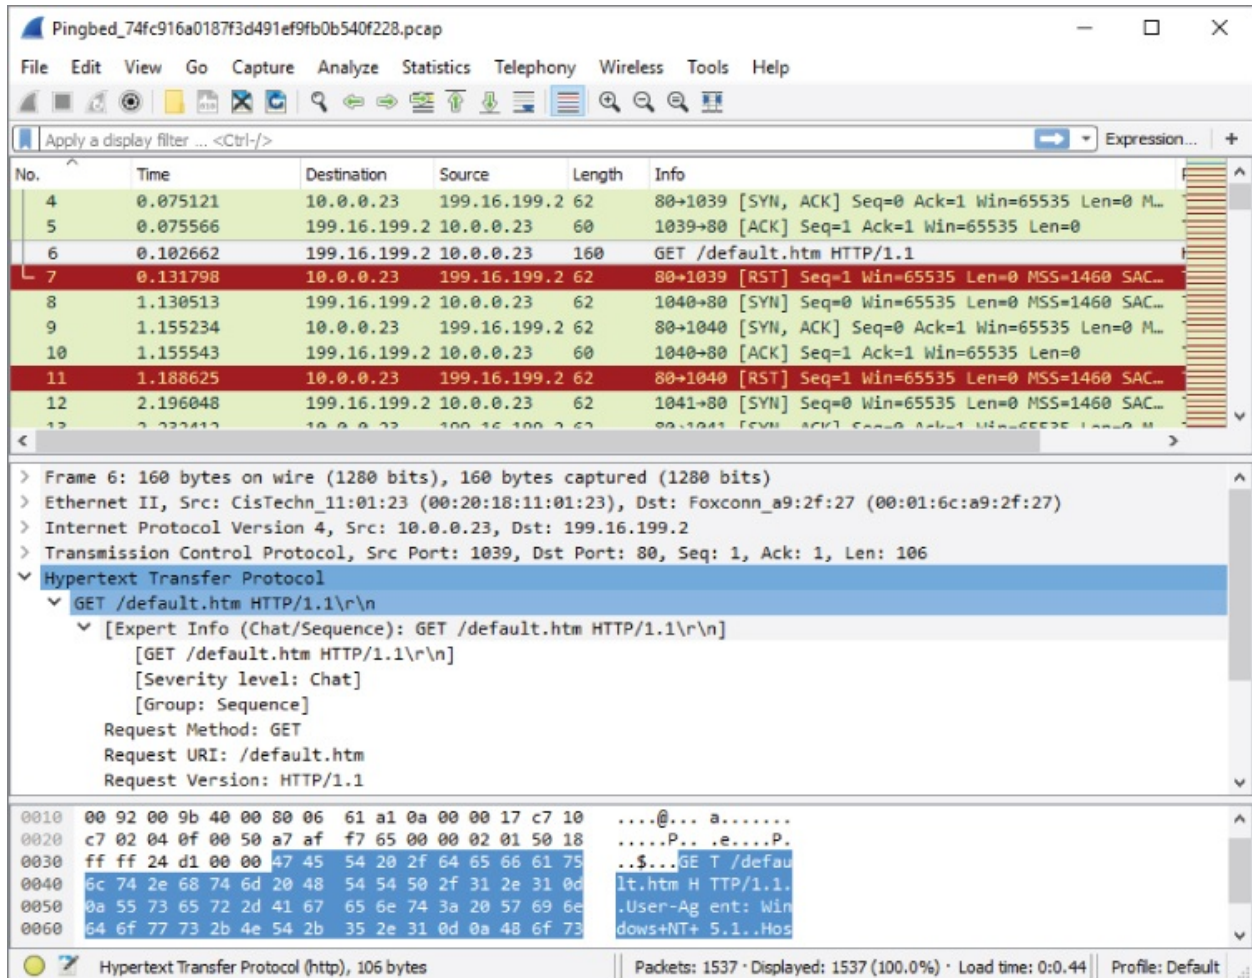 Pingbed_74fc916a0187f3d491ef9fb0b540f228.pcap
File Edit View Go Capture Analyze Statistics Telephony Wireless Tools Help
Apply a display filter ... <Ctrl-/> Expression... +
No. Time Destination Source Length Info
4 0.075121 10.0.0.23 199.16.199.2 62 80→1039 [SYN, ACK] Seq=0 Ack=1 Win=65535 Len=0 M…
5 0.075566 199.16.199.2 10.0.0.23 60 1039→80 [ACK] Seq=1 Ack=1 Win=65535 Len=0
6 0.102662 199.16.199.2 10.0.0.23 160 GET /default.htm HTTP/1.1
7 0.131798 10.0.0.23 199.16.199.2 62 80→1039 [RST] Seq=1 Win=65535 Len=0 MSS=1460 SAC…
8 1.130513 199.16.199.2 10.0.0.23 62 1040→80 [SYN] Seq=0 Win=65535 Len=0 MSS=1460 SAC…
9 1.155234 10.0.0.23 199.16.199.2 62 80→1040 [SYN, ACK] Seq=0 Ack=1 Win=65535 Len=0 M…
10 1.155543 199.16.199.2 10.0.0.23 60 1040→80 [ACK] Seq=1 Ack=1 Win=65535 Len=0
11 1.188625 10.0.0.23 199.16.199.2 62 80→1040 [RST] Seq=1 Win=65535 Len=0 MSS=1460 SAC…
12 2.196048 199.16.199.2 10.0.0.23 62 1041→80 [SYN] Seq=0 Win=65535 Len=0 MSS=1460 SAC…
Frame 6: 160 bytes on wire (1280 bits), 160 bytes captured (1280 bits)
Ethernet II, Src: CisTechn_11:01:23 (00:20:18:11:01:23), Dst: Foxconn_a9:2f:27 (00:01:6c:a9:2f:27)
Internet Protocol Version 4, Src: 10.0.0.23, Dst: 199.16.199.2
Transmission Control Protocol, Src Port: 1039, Dst Port: 80, Seq: 1, Ack: 1, Len: 106
Hypertext Transfer Protocol
GET /default.htm HTTP/1.1\r\n
[Expert Info (Chat/Sequence): GET /default.htm HTTP/1.1\r\n]
[GET /default.htm HTTP/1.1\r\n]
[Severity level: Chat]
[Group: Sequence]
Request Method: GET
Request URI: /default.htm
Request Version: HTTP/1.1
0010 00 92 00 9b 40 00 80 06 61 a1 0a 00 00 17 c7 10 ....@... a.......
0020 c7 02 04 0f 00 50 a7 af f7 65 00 00 02 01 50 18 .....P.. .e....P.
0030 ff ff 24 d1 00 00 47 45 54 20 2f 64 65 66 61 75 ..$...GE T /defau
0040 6c 74 2e 68 74 6d 20 48 54 54 50 2f 31 2e 31 0d lt.htm H TTP/1.1.
0050 0a 55 73 65 72 2d 41 67 65 6e 74 3a 20 57 69 6e .User-Ag ent: Win
0060 64 6f 77 73 2b 4e 54 2b 35 2e 31 0d 0a 48 6f 73 dows+NT+ 5.1..Hos
Hypertext Transfer Protocol (http), 106 bytes Packets: 1537 · Displayed: 1537 (100.0%) · Load time: 0:0.44 Profile: Default